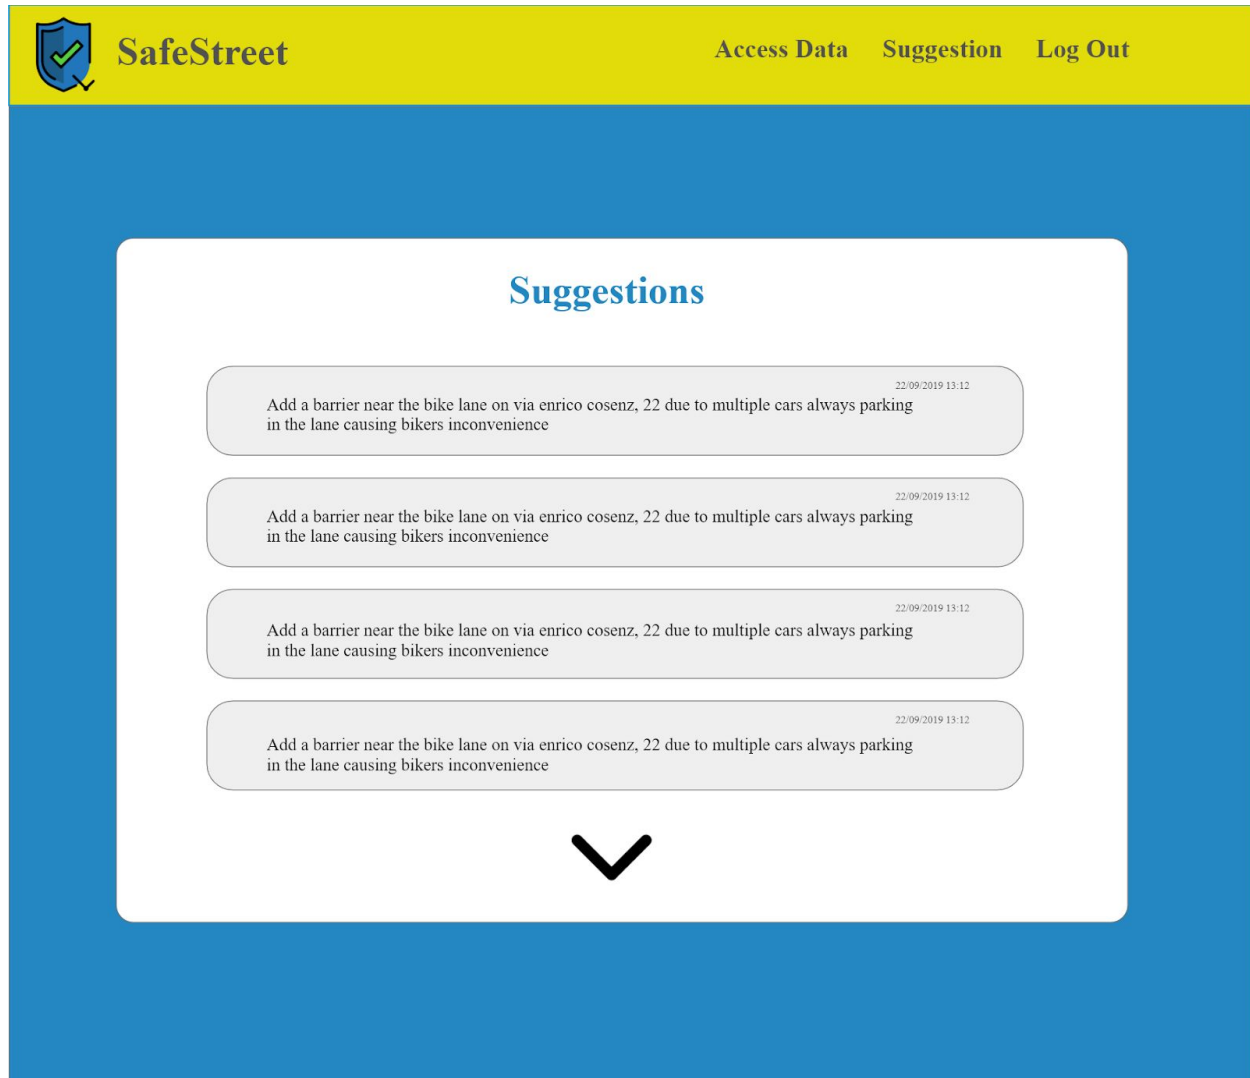 SafeStreet
Access Data
Suggestion
Log Out
Suggestions
22/09/2019 13:12
Add a barrier near the bike lane on via enrico cosenz, 22 due to multiple cars always parking
in the lane causing bikers inconvenience
22/09/2019 13:12
Add a barrier near the bike lane on via enrico cosenz, 22 due to multiple cars always parking
in the lane causing bikers inconvenience
22/09/2019 13:12
Add a barrier near the bike lane on via enrico cosenz, 22 due to multiple cars always parking
in the lane causing bikers inconvenience
22/09/2019 13:12
Add a barrier near the bike lane on via enrico cosenz, 22 due to multiple cars always parking
in the lane causing bikers inconvenience